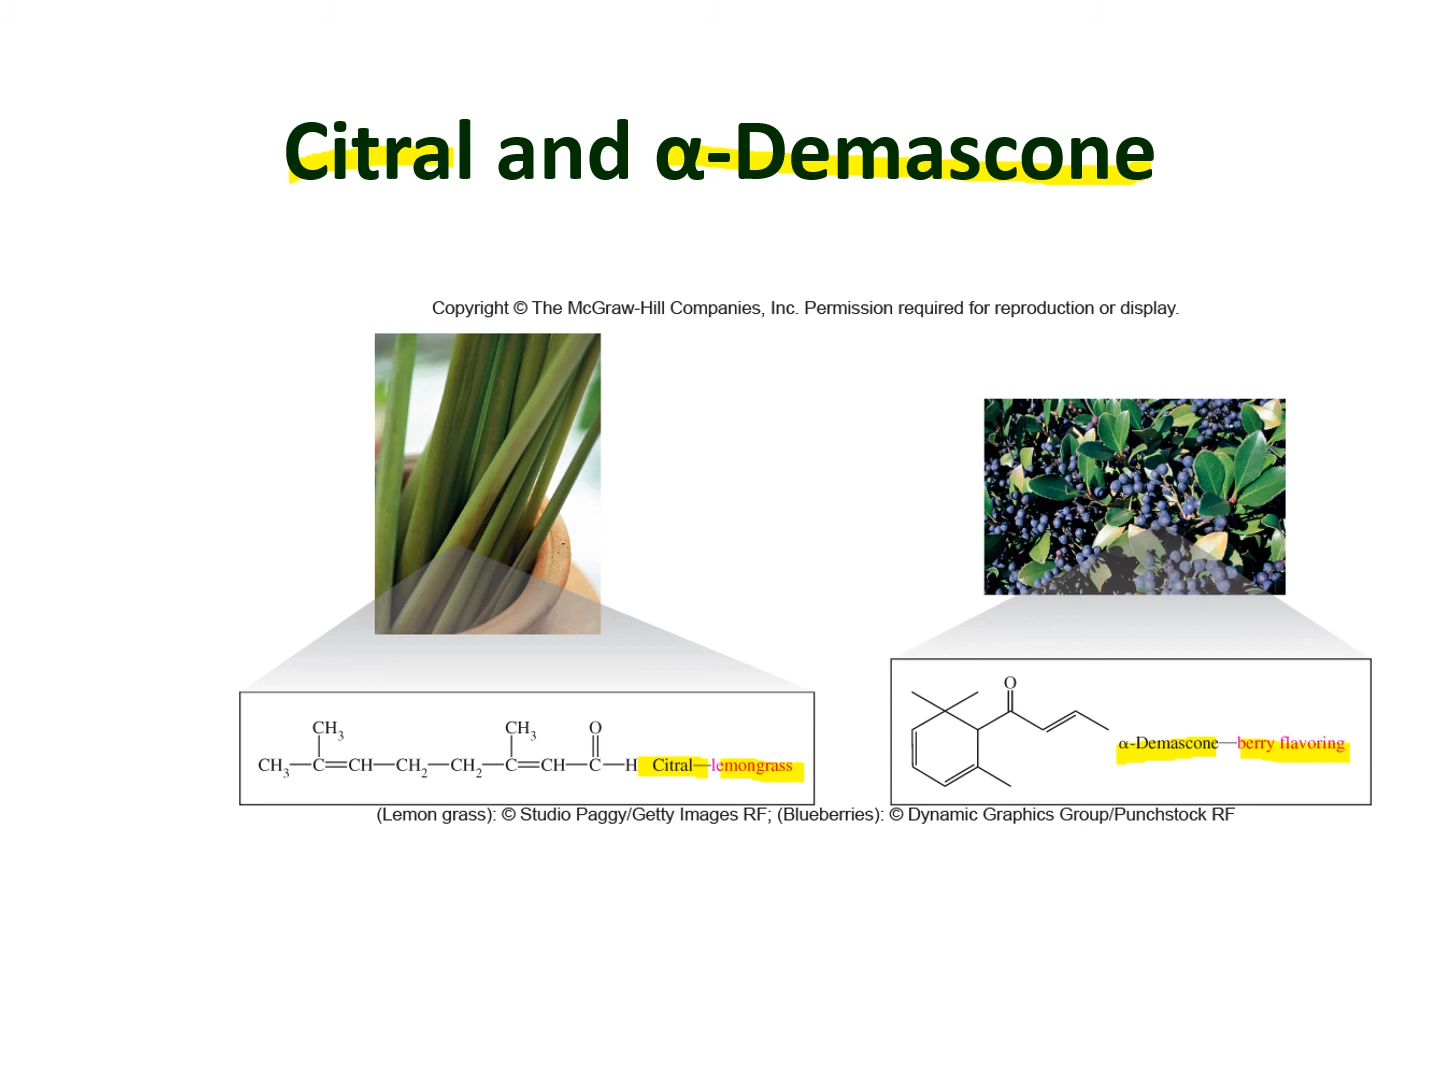 Citral and α-Demascone
Copyright © The McGraw-Hill Companies, Inc. Permission required for reproduction or display.
CH3 CH3 O
CH3—C=CH—CH2—CH2—C=CH—C—H Citral—lemongrass
O
α-Demascone—berry flavoring
(Lemon grass): © Studio Paggy/Getty Images RF; (Blueberries): © Dynamic Graphics Group/Punchstock RF